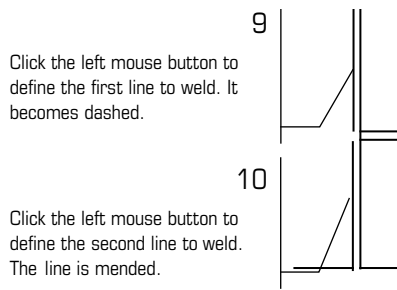 9
Click the left mouse button to
define the first line to weld. It
becomes dashed.
10
Click the left mouse button to
define the second line to weld.
The line is mended.